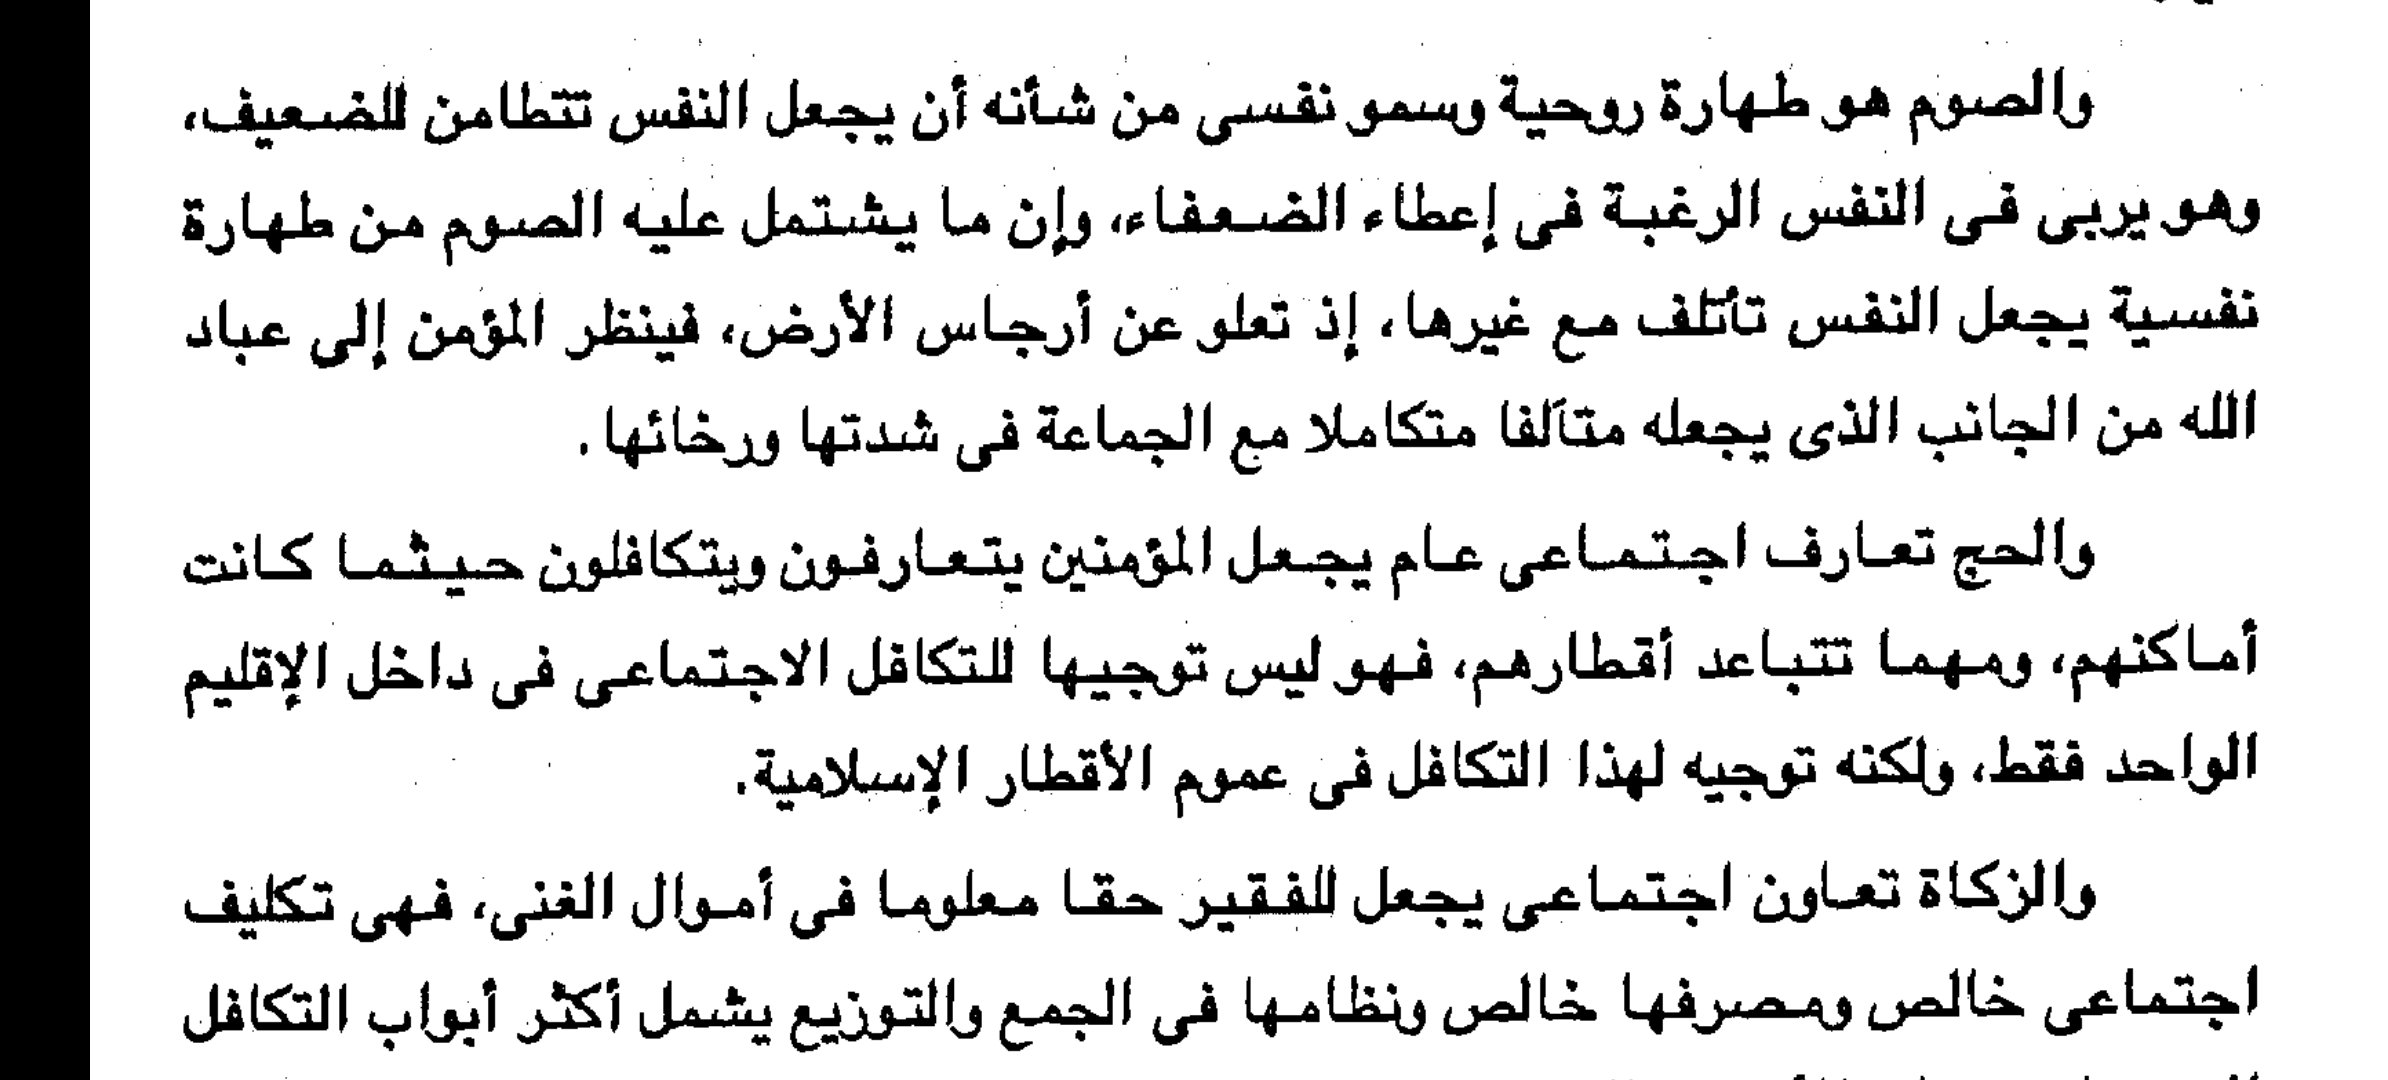 والصوم هو طهارة روحية وسمو نفسى من شأنه أن يجعل النفس تتطامن للضعيف،
وهو يربى فى النفس الرغبة فى إعطاء الضعفاء، وإن ما يشتمل عليه الصوم من طهارة
نفسية يجعل النفس تأتلف مع غيرها، إذ تعلو عن أرجاس الأرض، فينظر المؤمن إلى عباد
الله من الجانب الذى يجعله متآلفا متكاملا مع الجماعة فى شدتها ورخائها.
والحج تعارف اجتماعى عام يجعل المؤمنين يتعارفون ويتكافلون حيثما كانت
أماكنهم، ومهما تتباعد أقطارهم، فهو ليس توجيها للتكافل الاجتماعى فى داخل الإقليم
الواحد فقط، ولكنه توجيه لهذا التكافل فى عموم الأقطار الإسلامية.
والزكاة تعاون اجتماعى يجعل للفقير حقا معلوما فى أموال الغنى، فهى تكليف
اجتماعى خالص ومصرفها خالص ونظامها فى الجمع والتوزيع يشمل أكثر أبواب التكافل